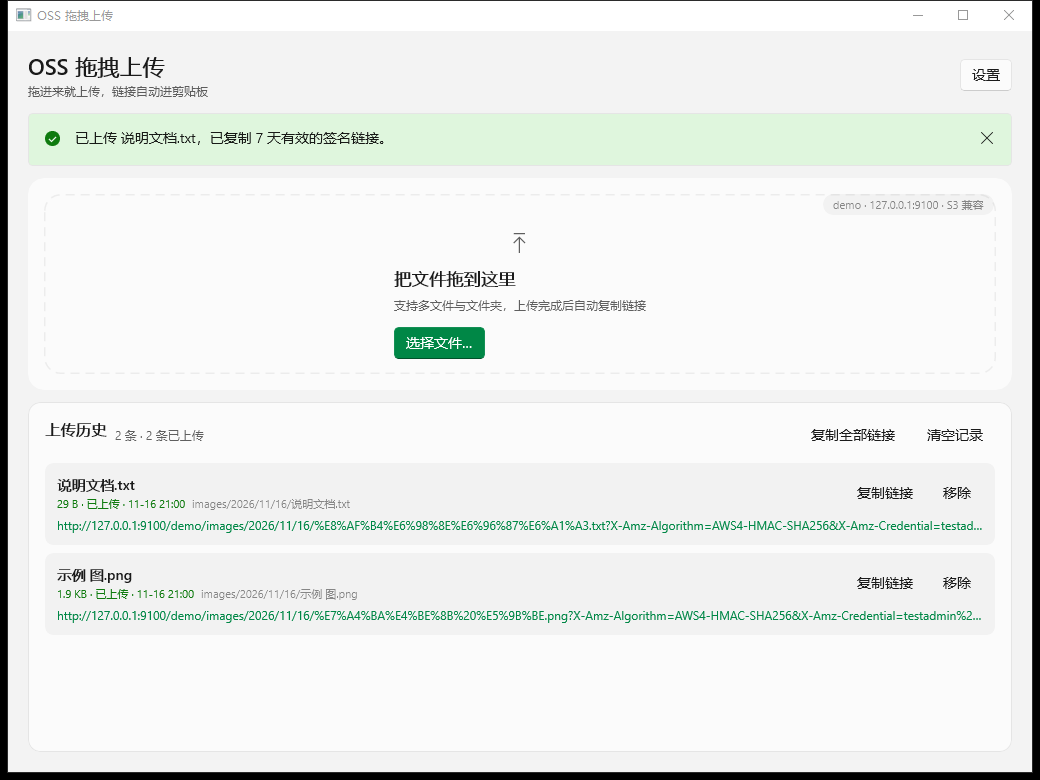 OSS 拖拽上传
OSS 拖拽上传
拖进来就上传，链接自动进剪贴板
设置
已上传 说明文档.txt，已复制 7 天有效的签名链接。
demo · 127.0.0.1:9100 · S3 兼容
把文件拖到这里
支持多文件与文件夹，上传完成后自动复制链接
选择文件...
上传历史 2 条 · 2 条已上传
复制全部链接 清空记录
说明文档.txt
复制链接 移除
29 B · 已上传 · 11-16 21:00 images/2026/11/16/说明文档.txt
http://127.0.0.1:9100/demo/images/2026/11/16/%E8%AF%B4%E6%98%8E%E6%96%87%E6%A1%A3.txt?X-Amz-Algorithm=AWS4-HMAC-SHA256&X-Amz-Credential=testad...
示例 图.png
复制链接 移除
1.9 KB · 已上传 · 11-16 21:00 images/2026/11/16/示例 图.png
http://127.0.0.1:9100/demo/images/2026/11/16/%E7%A4%BA%E4%BE%8B%20%E5%9B%BE.png?X-Amz-Algorithm=AWS4-HMAC-SHA256&X-Amz-Credential=testadmin%2...